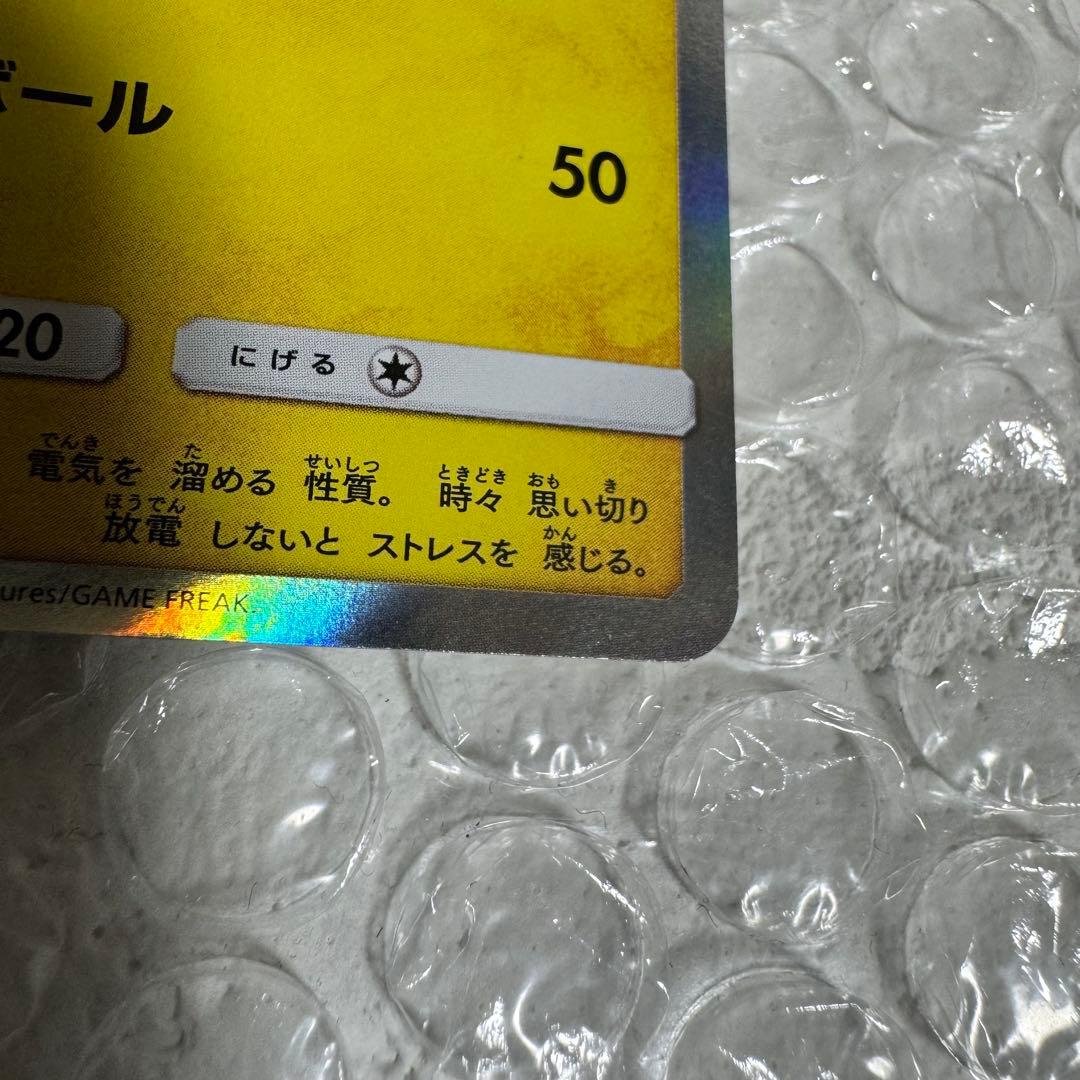 ボール
50
20
にげる
でんき た せいしつ ときどき おも き
電気を 溜める 性質。 時々 思い切り
ほうでん かん
放電 しないと ストレスを 感じる。
ures/GAME FREAK.